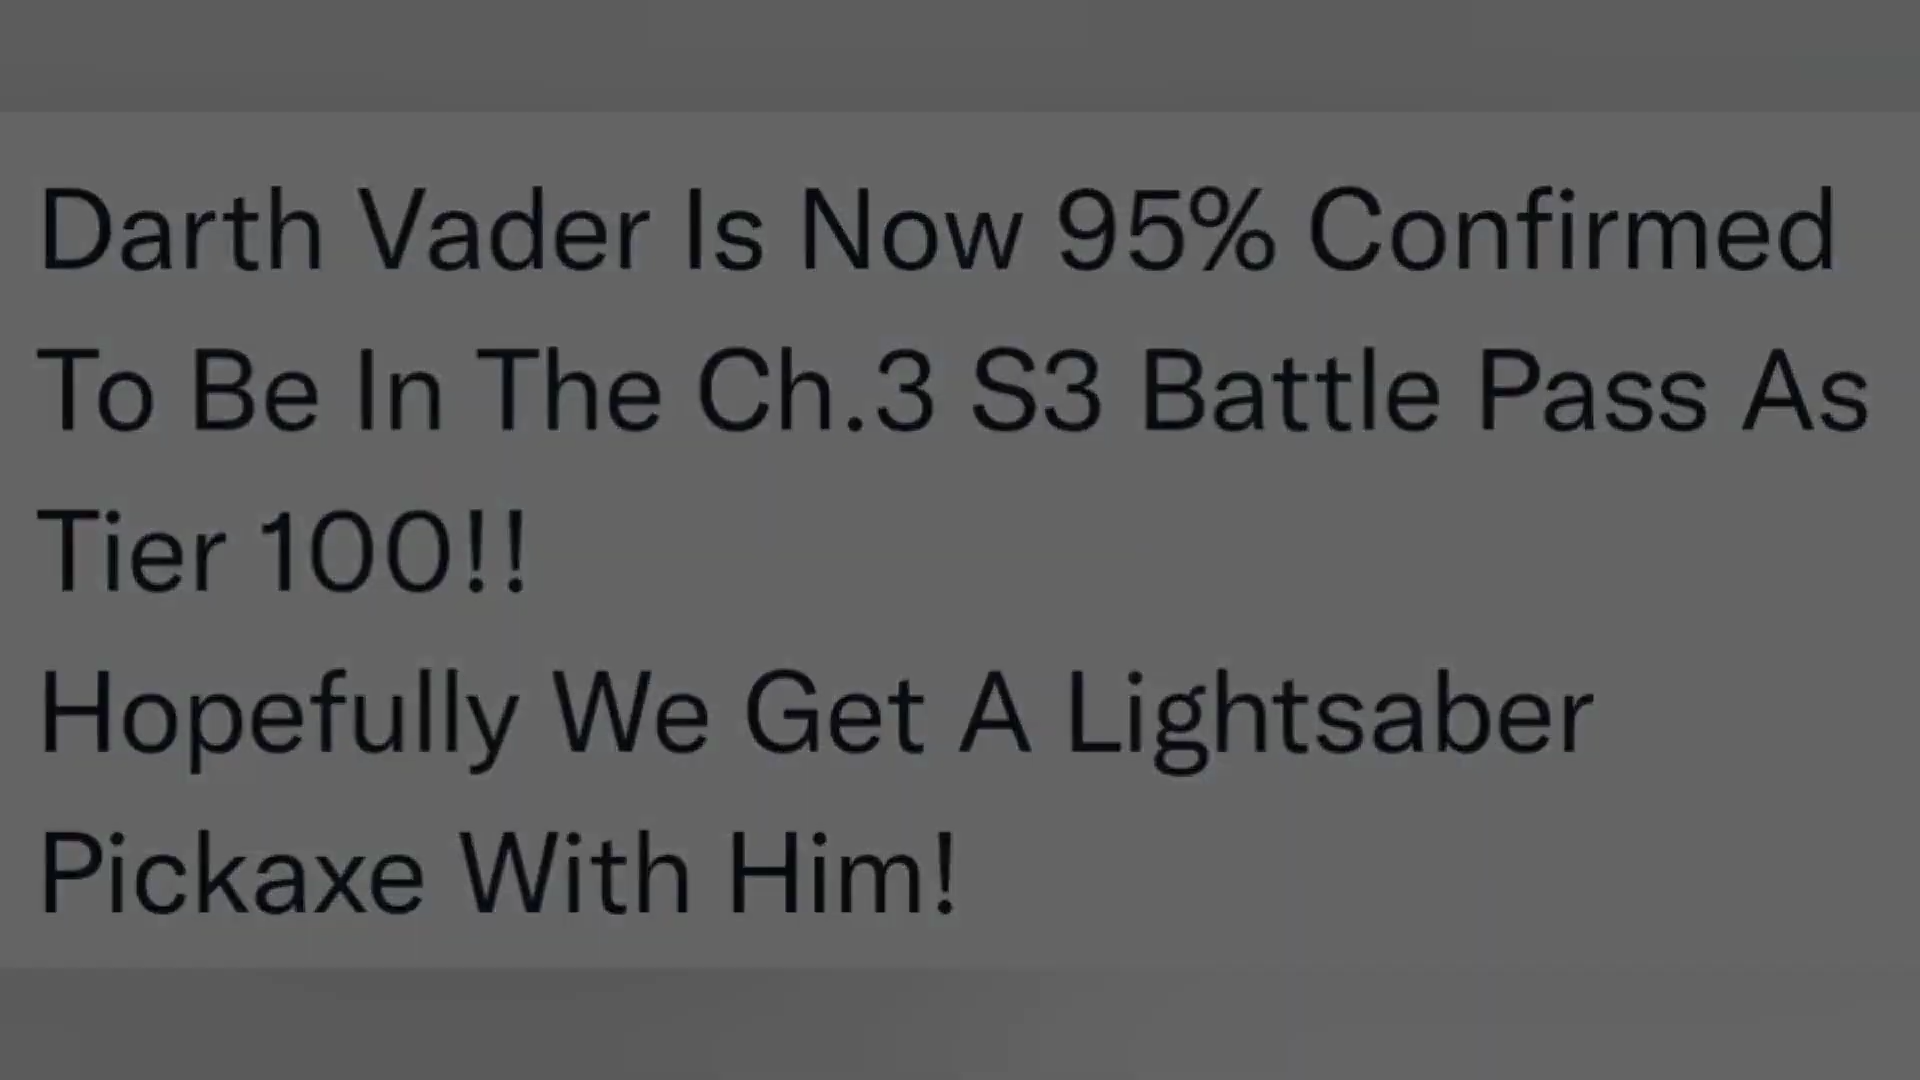 Darth Vader Is Now 95% Confirmed
To Be In The Ch.3 S3 Battle Pass As
Tier 100!!
Hopefully We Get A Lightsaber
Pickaxe With Him!